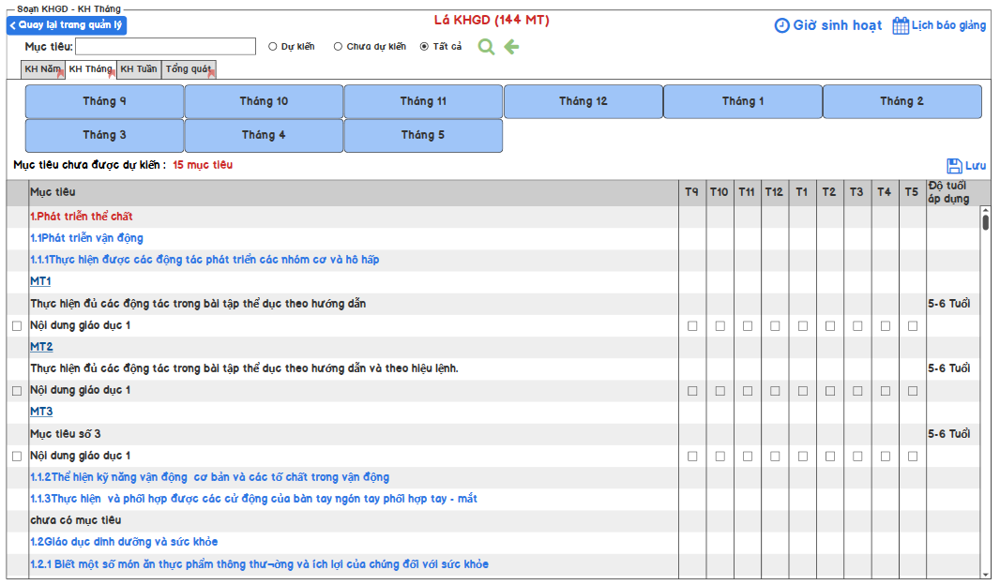 Soạn KHGD - KH Tháng
Quay lại trang quản lý
Lá KHGD (144 MT)
Giờ sinh hoạt
Lịch báo giảng
Mục tiêu:
Dự kiến
Chưa dự kiến
Tất cả
KH Năm
KH Tháng
KH Tuần
Tổng quát
Tháng 9
Tháng 10
Tháng 11
Tháng 12
Tháng 1
Tháng 2
Tháng 3
Tháng 4
Tháng 5
Mục tiêu chưa được dự kiến : 15 mục tiêu
Lưu
Mục tiêu T9 T10 T11 T12 T1 T2 T3 T4 T5 Độ tuổi
áp dụng
1.Phát triển thể chất
1.1Phát triển vận động
1.1.1Thực hiện được các động tác phát triển các nhóm cơ và hô hấp
MT1
Thực hiện đủ các động tác trong bài tập thể dục theo hướng dẫn 5-6 Tuổi
Nội dung giáo dục 1
MT2
Thực hiện đủ các động tác trong bài tập thể dục theo hướng dẫn và theo hiệu lệnh. 5-6 Tuổi
Nội dung giáo dục 1
MT3
Mục tiêu số 3 5-6 Tuổi
Nội dung giáo dục 1
1.1.2Thể hiện kỹ năng vận động cơ bản và các tố chất trong vận động
1.1.3Thực hiện và phối hợp được các cử động của bàn tay ngón tay phối hợp tay - mắt
chưa có mục tiêu
1.2Giáo dục dinh dưỡng và sức khỏe
1.2.1 Biết một số món ăn thực phẩm thông thư¬ờng và ích lợi của chúng đối với sức khỏe